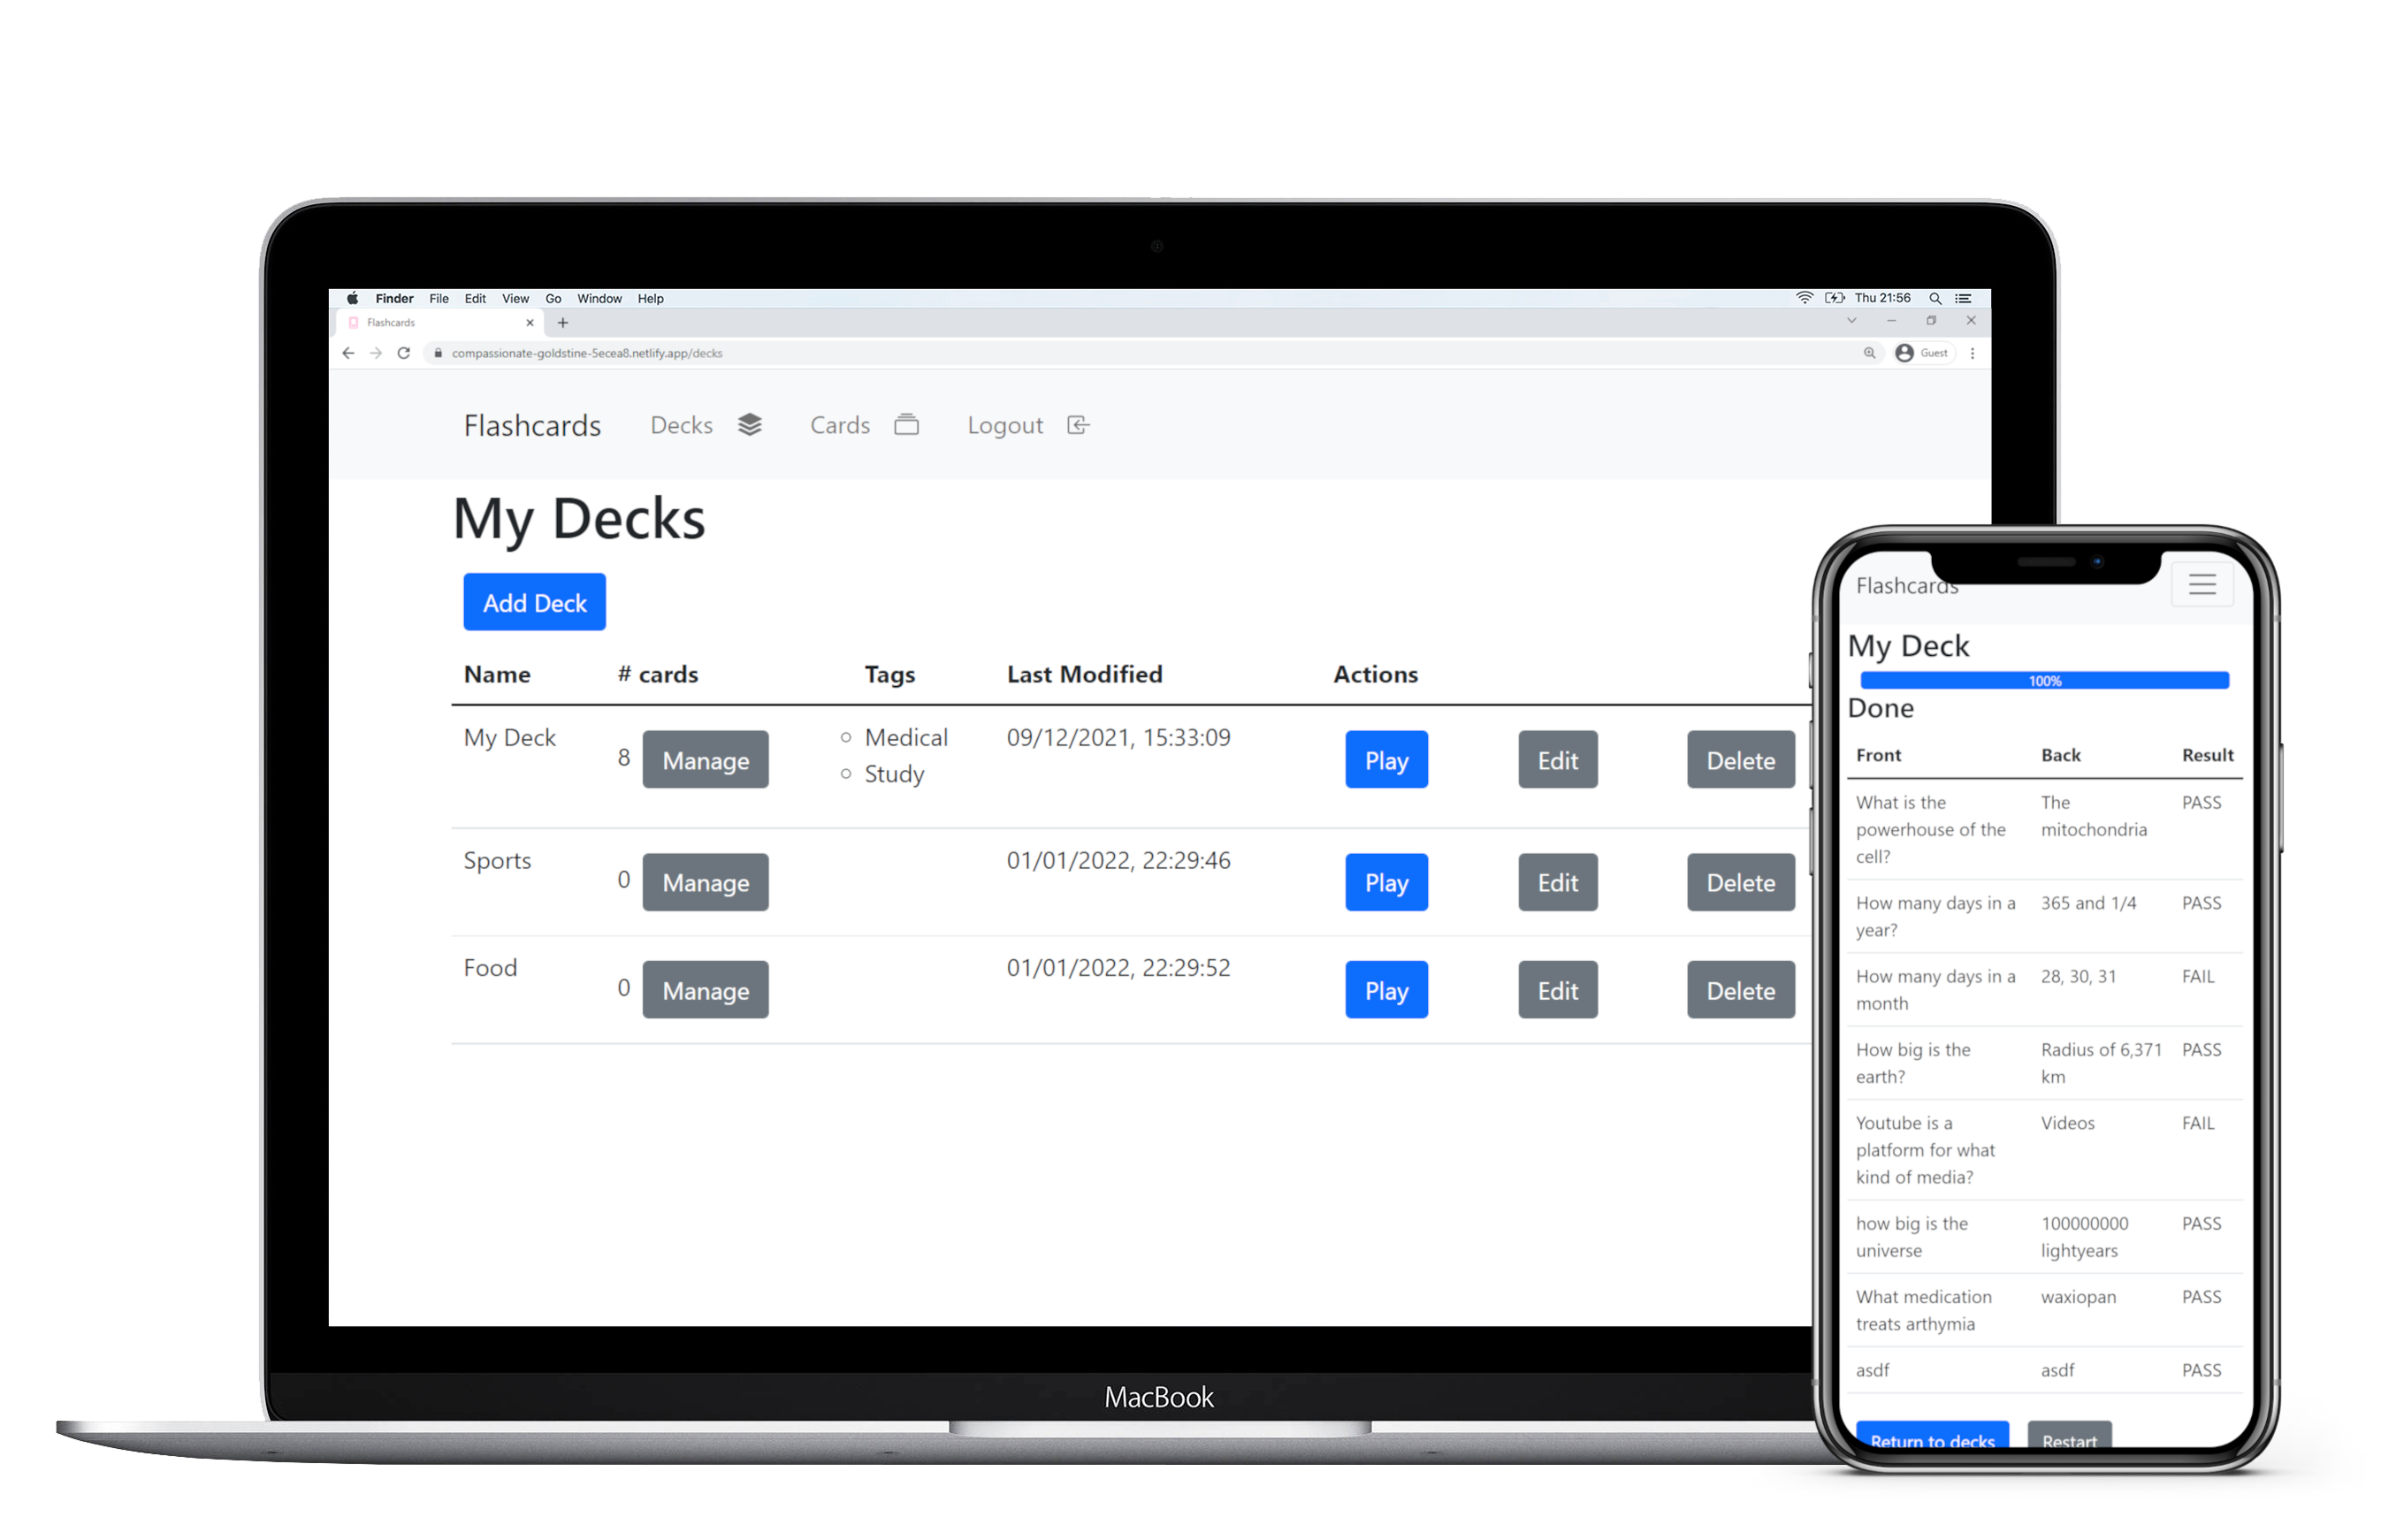 Finder File Edit View Go Window Help Thu 21:56
Flashcards
compassionate-goldstine-5ecea8.netlify.app/decks Guest
Flashcards Decks Cards Logout
My Decks
Add Deck
Name # cards Tags Last Modified Actions
My Deck 8 Manage Medical 09/12/2021, 15:33:09 Play Edit Delete
Study
Sports 0 Manage 01/01/2022, 22:29:46 Play Edit Delete
Food 0 Manage 01/01/2022, 22:29:52 Play Edit Delete
MacBook
Flashcards
My Deck
100%
Done
Front Back Result
What is the The PASS
powerhouse of the mitochondria
cell?
How many days in a 365 and 1/4 PASS
year?
How many days in a 28, 30, 31 FAIL
month
How big is the Radius of 6,371 PASS
earth? km
Youtube is a Videos FAIL
platform for what
kind of media?
how big is the 100000000 PASS
universe lightyears
What medication waxiopan PASS
treats arthymia
asdf asdf PASS
Return to decks Restart